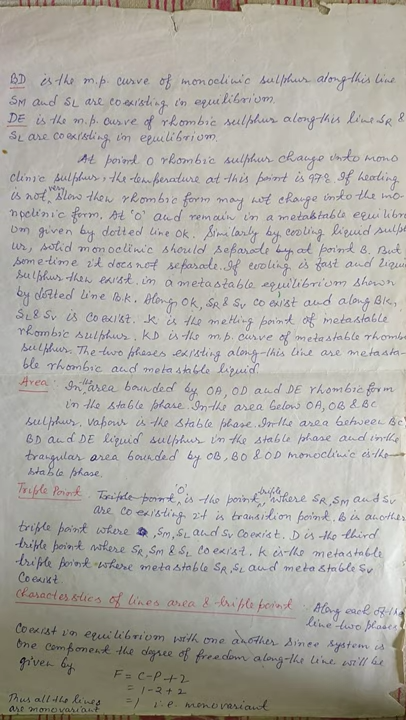 BD is the m.p. curve of monoclinic sulphur along this line
SM and SL are coexisting in equilibrium.
DE is the m.p. curve of rhombic sulphur along this line SR &
SL are coexisting in equilibrium.
At point O rhombic sulphur change into mono
clinic sulphur, the temperature at this point is 97°C. If heating
is not very slow then rhombic form may not change into the mo-
noclinic form. At 'O' and remain in a metastable equilibri
um given by dotted line OK. Similarly by cooling liquid sulph
ur, solid monoclinic should separate by at point B. But
some time it does not separate. If cooling is fast and liquid
sulphur then exist in a metastable equilibrium shown
by dotted line BK. Along OK, SR & SV co exist and along BK,
SL & SV is coexist. K is the melting point of metastable
rhombic sulphur. KD is the m.p. curve of metastable rhombi
sulphur. The two phases existing along this line are metasta-
ble rhombic and metastable liquid
Area: In the area bounded by OA, OD and DE rhombic form
in the stable phase. In the area below OA, OB & BC
sulphur, vapour is the stable phase. In the area between BC
BD and DE liquid sulphur in the stable phase and in the
trangular area bounded by OB, BO & OD monoclinic is the
stable phase.
Triple Point: Triple point 'O' is the point triple where SR, SM and SV
are co existing it is transition point. B is another
triple point where SM, SL and SV coexist. D is the third
triple point where SR, SM & SL coexist. K is the metastable
triple point where metastable SR, SL and metastable SV
Coexist
Characterstics of lines area & triple point: Along each of the
line two phases
Coexist in equilibrium with one another since system is
one component the degree of freedom along the line will be
given by
F = C-P+2
= 1-2+2
= 1 i.e. monovariant
Thus all the lines
are monovariant